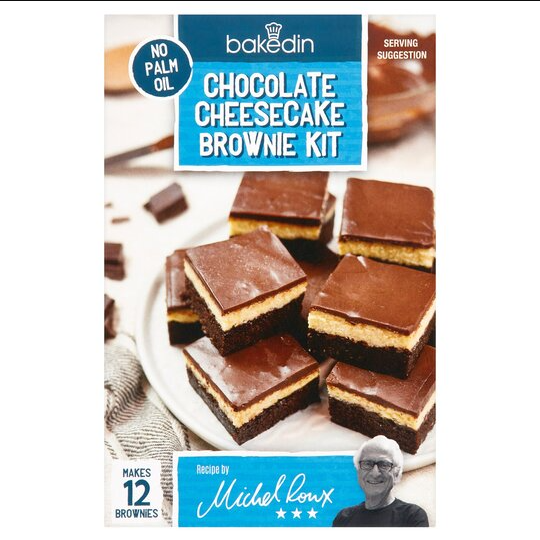 bakedin
NO
PALM
OIL
SERVING
SUGGESTION
CHOCOLATE
CHEESECAKE
BROWNIE KIT
MAKES
12
BROWNIES
Recipe by
Michel Roux